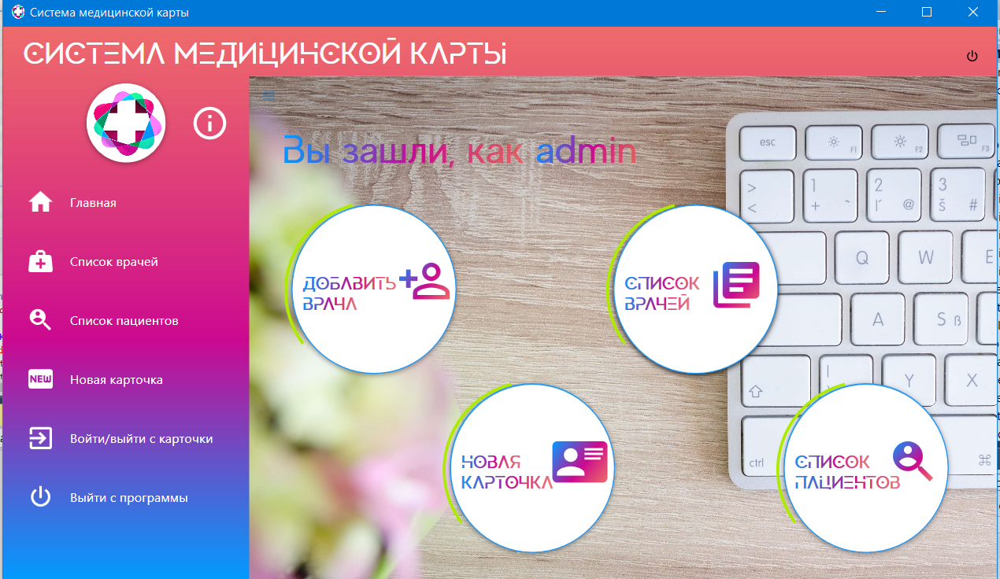 Система медицинской карты
СИСТЕМА МЕДИЦИНСКОЙ КАРТЫ
Главная
Список врачей
Список пациентов
NEW
Новая карточка
Войти/выйти с карточки
Выйти с программы
Вы зашли, как admin
ДОБАВИТЬ
ВРАЧА
СПИСОК
ВРАЧЕЙ
НОВАЯ
КАРТОЧКА
СПИСОК
ПАЦИЕНТОВ
esc
F1
F2
F3
> 1 2 3
< + ~ ľ @ š #
Q W E
A S ß
Y X
ctrl ⌘